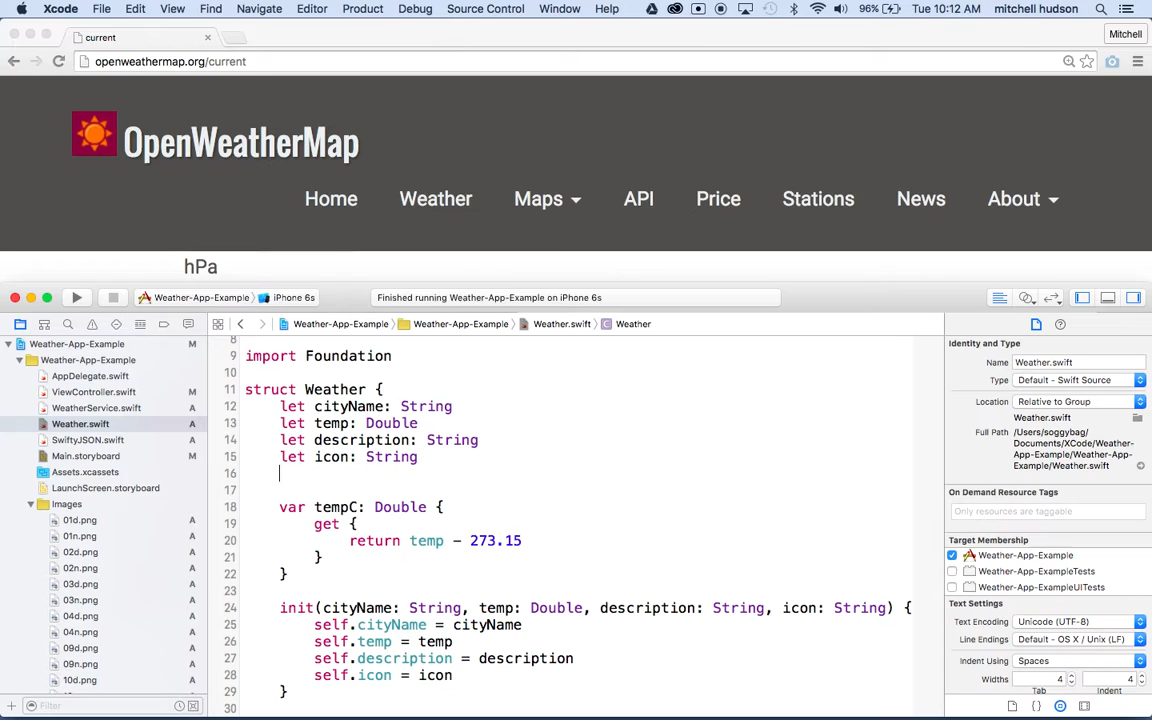 Xcode File Edit View Find Navigate Editor Product Debug Source Control Window Help 96% Tue 10:12 AM mitchell hudson
current Mitchell
openweathermap.org/current
OpenWeatherMap
Home Weather Maps API Price Stations News About
hPa
Weather-App-Example iPhone 6s Finished running Weather-App-Example on iPhone 6s
Weather-App-Example Weather-App-Example Weather.swift C Weather
Weather-App-Example M
Weather-App-Example
AppDelegate.swift
ViewController.swift M
WeatherService.swift A
Weather.swift A
SwiftyJSON.swift A
Main.storyboard M
Assets.xcassets
LaunchScreen.storyboard
Images
01d.png A
01n.png A
02d.png A
02n.png A
03d.png A
03n.png A
04d.png A
04n.png A
09d.png A
09n.png A
10d.png A
Filter
8
9 import Foundation
10
11 struct Weather {
12 let cityName: String
13 let temp: Double
14 let description: String
15 let icon: String
16
17
18 var tempC: Double {
19 get {
20 return temp - 273.15
21 }
22 }
23
24 init(cityName: String, temp: Double, description: String, icon: String) {
25 self.cityName = cityName
26 self.temp = temp
27 self.description = description
28 self.icon = icon
29 }
30
Identity and Type
Name Weather.swift
Type Default - Swift Source
Location Relative to Group
Weather.swift
Full Path /Users/soggybag/
Documents/XCode/Weather-
App-Example/Weather-App-
Example/Weather.swift
On Demand Resource Tags
Only resources are taggable
Target Membership
Weather-App-Example
Weather-App-ExampleTests
Weather-App-ExampleUITests
Text Settings
Text Encoding Unicode (UTF-8)
Line Endings Default - OS X / Unix (LF)
Indent Using Spaces
Widths 4 4
Tab Indent